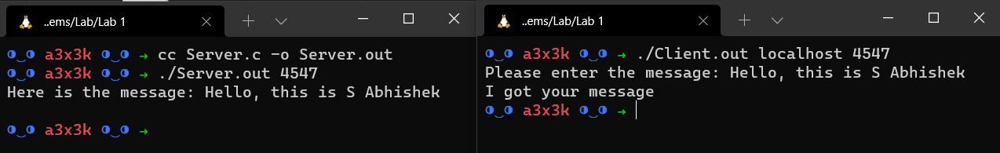 ..ems/Lab/Lab 1
a3x3k → cc Server.c -o Server.out
a3x3k → ./Server.out 4547
Here is the message: Hello, this is S Abhishek
a3x3k →
..ems/Lab/Lab 1
a3x3k → ./Client.out localhost 4547
Please enter the message: Hello, this is S Abhishek
I got your message
a3x3k →